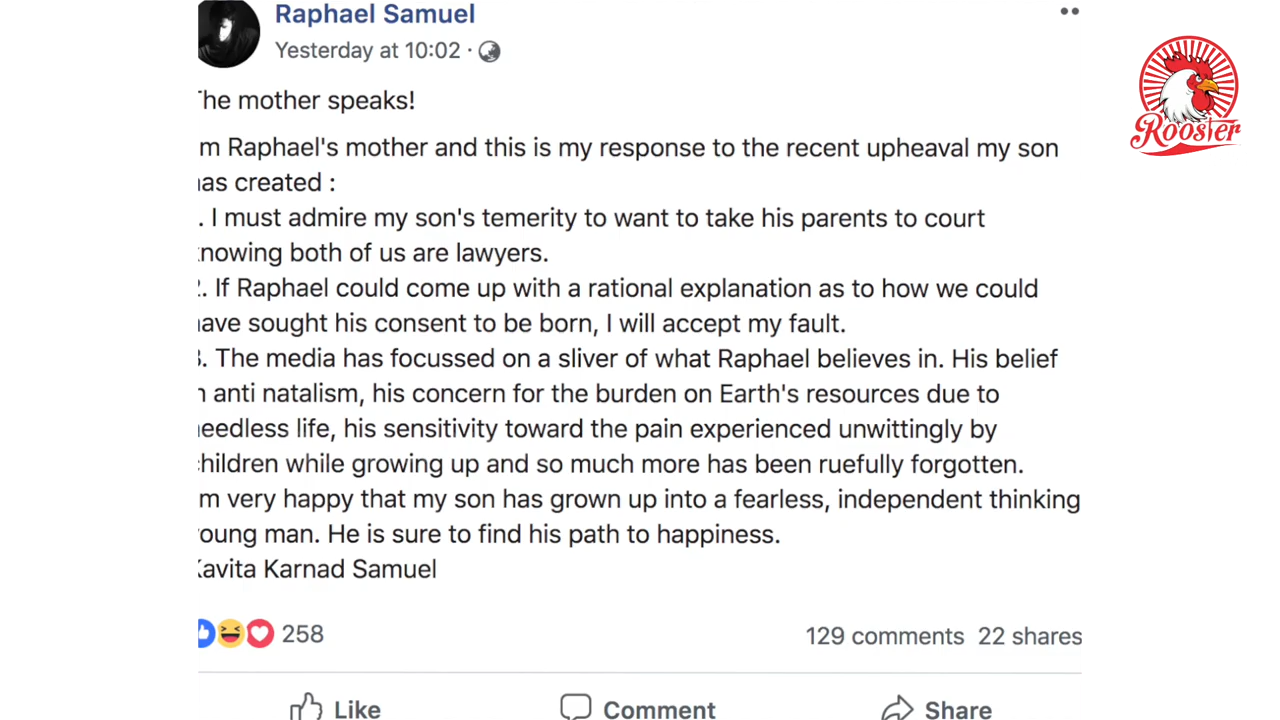 Raphael Samuel
Yesterday at 10:02 ·
The mother speaks!
m Raphael's mother and this is my response to the recent upheaval my son
has created :
. I must admire my son's temerity to want to take his parents to court
knowing both of us are lawyers.
2. If Raphael could come up with a rational explanation as to how we could
have sought his consent to be born, I will accept my fault.
3. The media has focussed on a sliver of what Raphael believes in. His belief
n anti natalism, his concern for the burden on Earth's resources due to
needless life, his sensitivity toward the pain experienced unwittingly by
children while growing up and so much more has been ruefully forgotten.
m very happy that my son has grown up into a fearless, independent thinking
young man. He is sure to find his path to happiness.
Kavita Karnad Samuel
258
129 comments 22 shares
Like Comment Share
Rooster